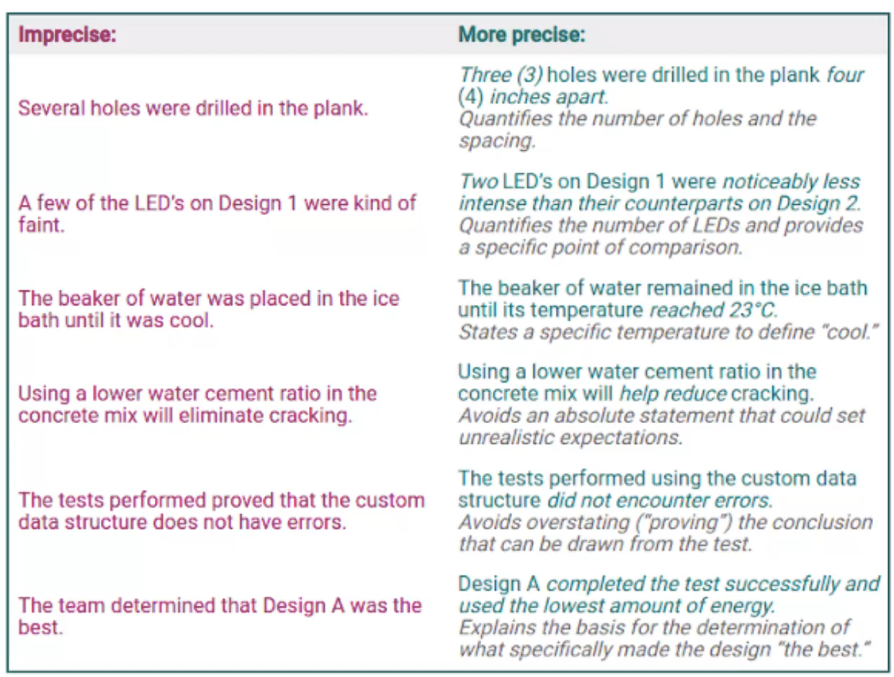 Imprecise:
More precise:
Several holes were drilled in the plank.
Three (3) holes were drilled in the plank four
(4) inches apart.
Quantifies the number of holes and the
spacing.
A few of the LED's on Design 1 were kind of
faint.
Two LED's on Design 1 were noticeably less
intense than their counterparts on Design 2.
Quantifies the number of LEDs and provides
a specific point of comparison.
The beaker of water was placed in the ice
bath until it was cool.
The beaker of water remained in the ice bath
until its temperature reached 23°C.
States a specific temperature to define “cool.”
Using a lower water cement ratio in the
concrete mix will eliminate cracking.
Using a lower water cement ratio in the
concrete mix will help reduce cracking.
Avoids an absolute statement that could set
unrealistic expectations.
The tests performed proved that the custom
data structure does not have errors.
The tests performed using the custom data
structure did not encounter errors.
Avoids overstating (“proving”) the conclusion
that can be drawn from the test.
The team determined that Design A was the
best.
Design A completed the test successfully and
used the lowest amount of energy.
Explains the basis for the determination of
what specifically made the design “the best.”